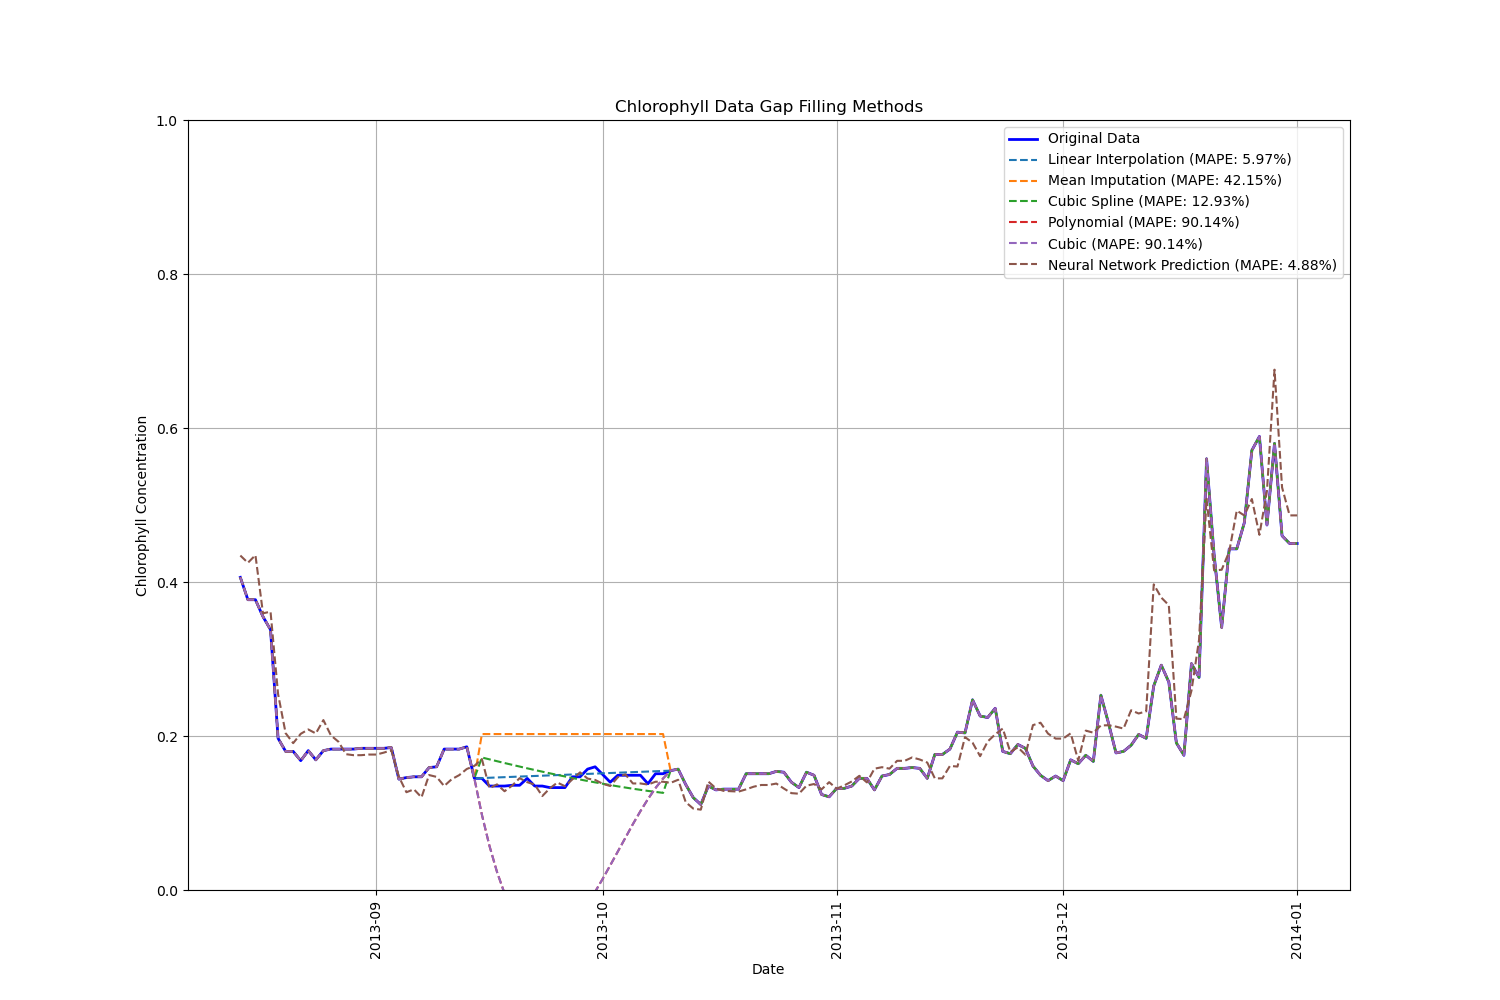 Chlorophyll Data Gap Filling Methods
1.0
0.8
0.6
0.4
0.2
0.0
Chlorophyll Concentration
Original Data
Linear Interpolation (MAPE: 5.97%)
Mean Imputation (MAPE: 42.15%)
Cubic Spline (MAPE: 12.93%)
Polynomial (MAPE: 90.14%)
Cubic (MAPE: 90.14%)
Neural Network Prediction (MAPE: 4.88%)
2013-09
2013-10
2013-11
2013-12
2014-01
Date